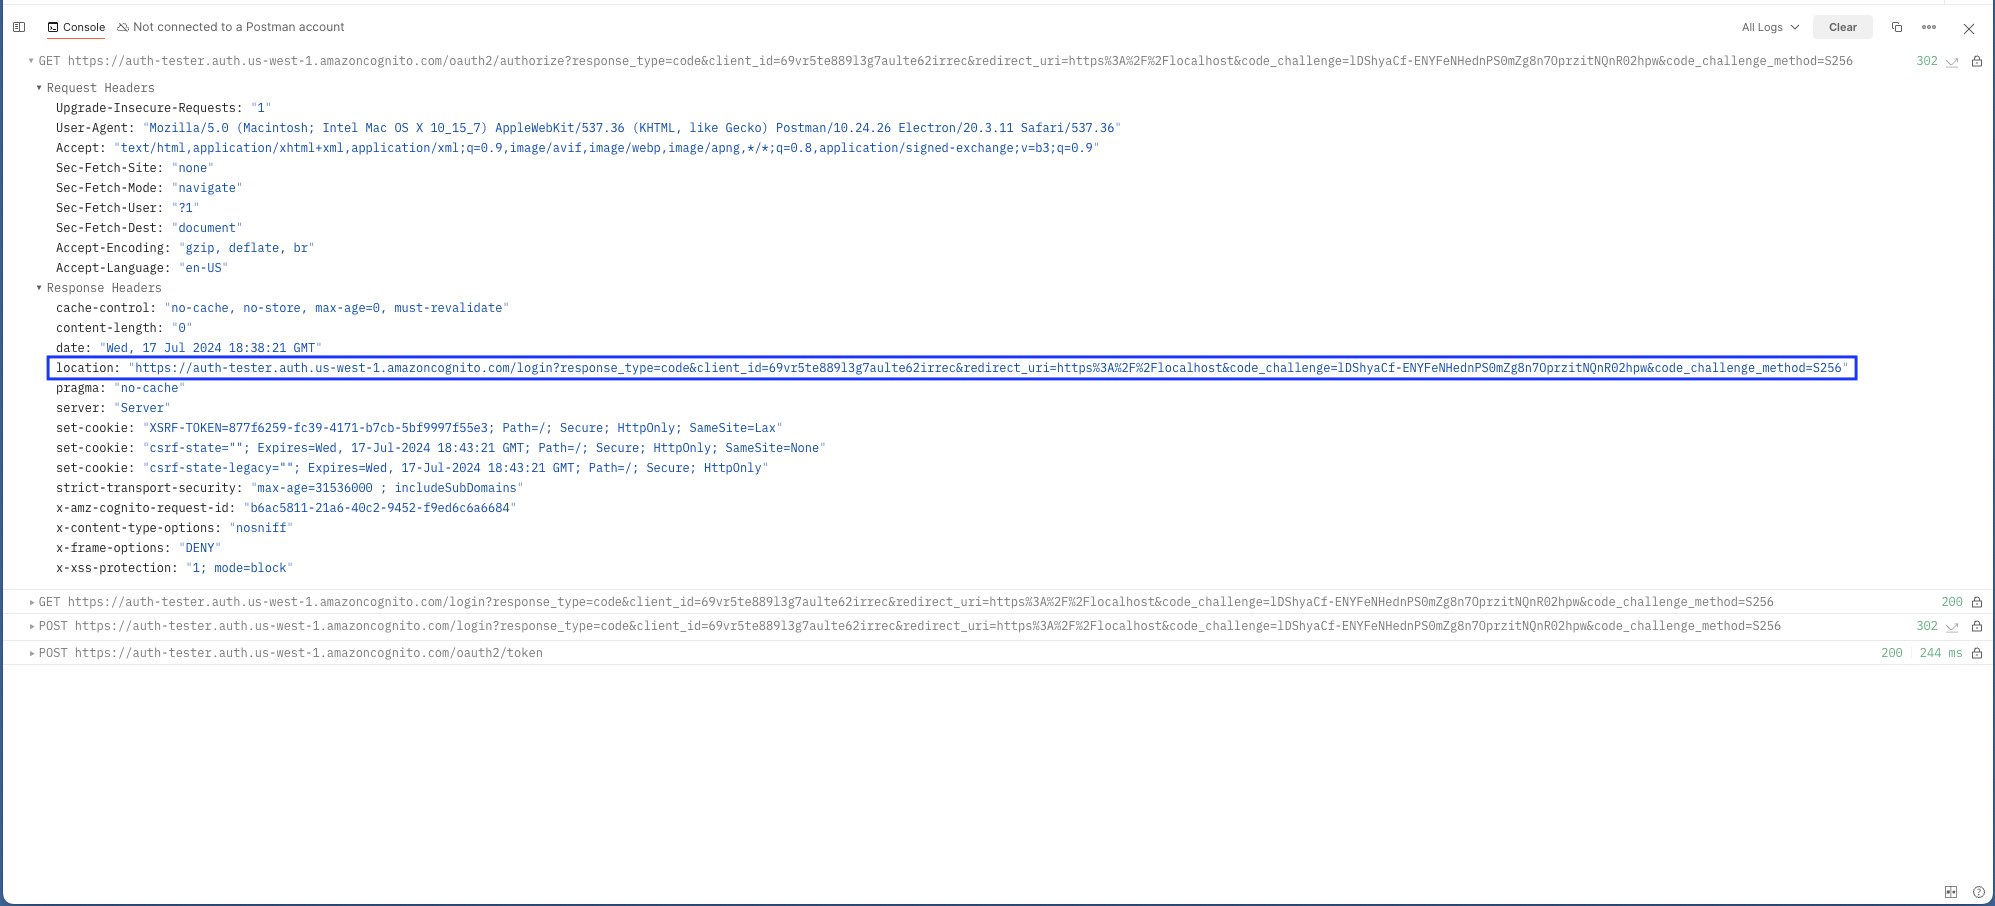 Console Not connected to a Postman account All Logs Clear
GET https://auth-tester.auth.us-west-1.amazoncognito.com/oauth2/authorize?response_type=code&client_id=69vr5te889l3g7aulte62irrec&redirect_uri=https%3A%2F%2Flocalhost&code_challenge=lDShyaCf-ENYFeNHednPS0mZg8n7OprzitNQnR02hpw&code_challenge_method=S256 302
Request Headers
Upgrade-Insecure-Requests: "1"
User-Agent: "Mozilla/5.0 (Macintosh; Intel Mac OS X 10_15_7) AppleWebKit/537.36 (KHTML, like Gecko) Postman/10.24.26 Electron/20.3.11 Safari/537.36"
Accept: "text/html,application/xhtml+xml,application/xml;q=0.9,image/avif,image/webp,image/apng,*/*;q=0.8,application/signed-exchange;v=b3;q=0.9"
Sec-Fetch-Site: "none"
Sec-Fetch-Mode: "navigate"
Sec-Fetch-User: "?1"
Sec-Fetch-Dest: "document"
Accept-Encoding: "gzip, deflate, br"
Accept-Language: "en-US"
Response Headers
cache-control: "no-cache, no-store, max-age=0, must-revalidate"
content-length: "0"
date: "Wed, 17 Jul 2024 18:38:21 GMT"
location: "https://auth-tester.auth.us-west-1.amazoncognito.com/login?response_type=code&client_id=69vr5te889l3g7aulte62irrec&redirect_uri=https%3A%2F%2Flocalhost&code_challenge=lDShyaCf-ENYFeNHednPS0mZg8n7OprzitNQnR02hpw&code_challenge_method=S256"
pragma: "no-cache"
server: "Server"
set-cookie: "XSRF-TOKEN=877f6259-fc39-4171-b7cb-5bf9997f55e3; Path=/; Secure; HttpOnly; SameSite=Lax"
set-cookie: "csrf-state=""; Expires=Wed, 17-Jul-2024 18:43:21 GMT; Path=/; Secure; HttpOnly; SameSite=None"
set-cookie: "csrf-state-legacy=""; Expires=Wed, 17-Jul-2024 18:43:21 GMT; Path=/; Secure; HttpOnly"
strict-transport-security: "max-age=31536000 ; includeSubDomains"
x-amz-cognito-request-id: "b6ac5811-21a6-40c2-9452-f9ed6c6a6684"
x-content-type-options: "nosniff"
x-frame-options: "DENY"
x-xss-protection: "1; mode=block"
GET https://auth-tester.auth.us-west-1.amazoncognito.com/login?response_type=code&client_id=69vr5te889l3g7aulte62irrec&redirect_uri=https%3A%2F%2Flocalhost&code_challenge=lDShyaCf-ENYFeNHednPS0mZg8n7OprzitNQnR02hpw&code_challenge_method=S256 200
POST https://auth-tester.auth.us-west-1.amazoncognito.com/login?response_type=code&client_id=69vr5te889l3g7aulte62irrec&redirect_uri=https%3A%2F%2Flocalhost&code_challenge=lDShyaCf-ENYFeNHednPS0mZg8n7OprzitNQnR02hpw&code_challenge_method=S256 302
POST https://auth-tester.auth.us-west-1.amazoncognito.com/oauth2/token 200 244 ms